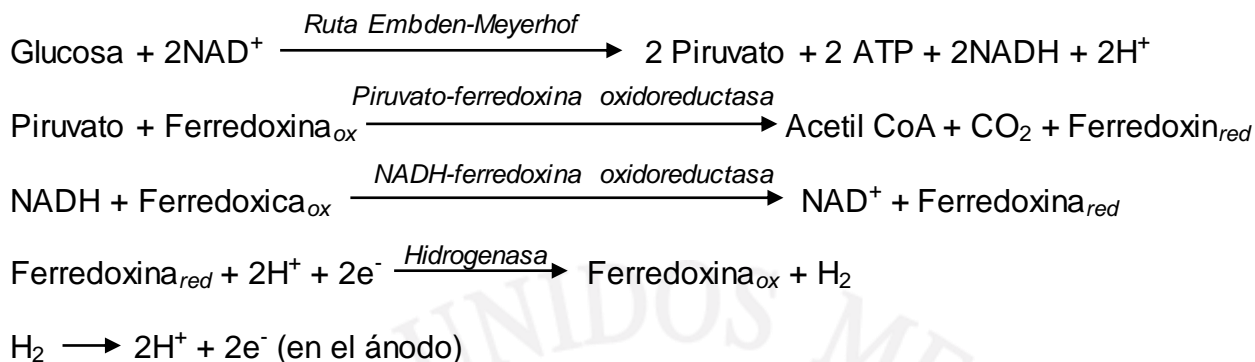 Ruta Embden-Meyerhof
Glucosa + 2NAD⁺ ⟶ 2 Piruvato + 2 ATP + 2NADH + 2H⁺
Piruvato-ferredoxina oxidoreductasa
Piruvato + Ferredoxinaox ⟶ Acetil CoA + CO₂ + Ferredoxinred
NADH-ferredoxina oxidoreductasa
NADH + Ferredoxicaox ⟶ NAD⁺ + Ferredoxinared
Hidrogenasa
Ferredoxinared + 2H⁺ + 2e⁻ ⟶ Ferredoxinaox + H₂
UNIDOS ME
H₂ ⟶ 2H⁺ + 2e⁻ (en el ánodo)